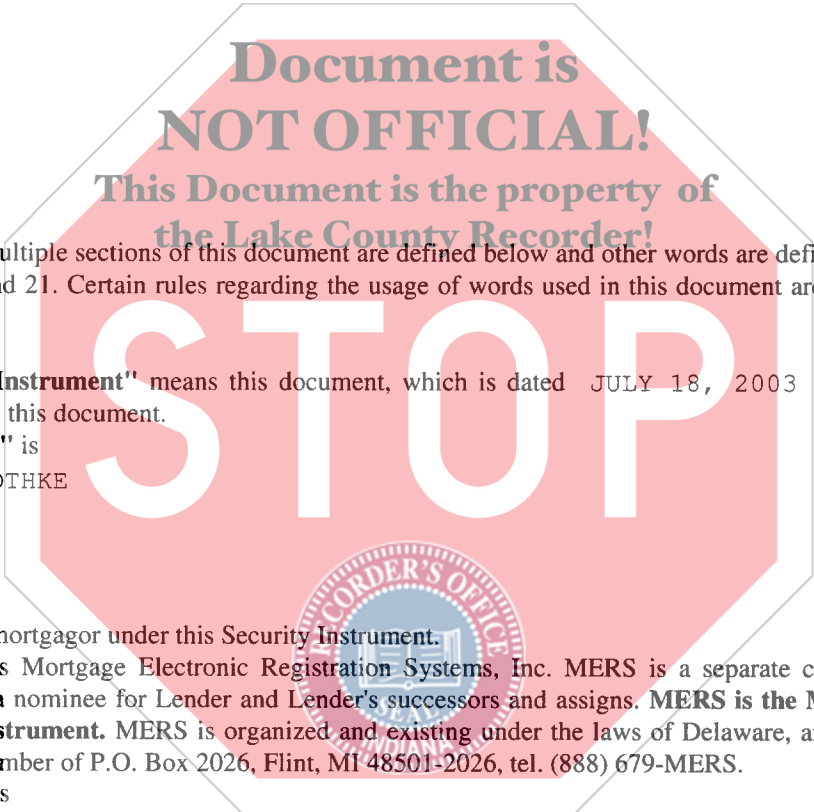 Document is
NOT OFFICIAL!
This Document is the property of
the Lake County Recorder!
ultiple sections of this document are defined below and other words are defi
d 21. Certain rules regarding the usage of words used in this document ar
Instrument" means this document, which is dated JULY 18, 2003
this document.
" is
OTHKE
STOP
mortgagor under this Security Instrument.
s Mortgage Electronic Registration Systems, Inc. MERS is a separate c
a nominee for Lender and Lender's successors and assigns. MERS is the M
strument. MERS is organized and existing under the laws of Delaware, a
mber of P.O. Box 2026, Flint, MI 48501-2026, tel. (888) 679-MERS.
s
RECORDER'S OFFICE
SEAL
INDIANA